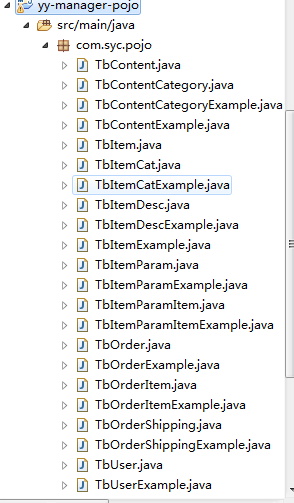 yy-manager-pojo
src/main/java
com.syc.pojo
TbContent.java
TbContentCategory.java
TbContentCategoryExample.java
TbContentExample.java
TbItem.java
TbItemCat.java
TbItemCatExample.java
TbItemDesc.java
TbItemDescExample.java
TbItemExample.java
TbItemParam.java
TbItemParamExample.java
TbItemParamItem.java
TbItemParamItemExample.java
TbOrder.java
TbOrderExample.java
TbOrderItem.java
TbOrderItemExample.java
TbOrderShipping.java
TbOrderShippingExample.java
TbUser.java
TbUserExample.java